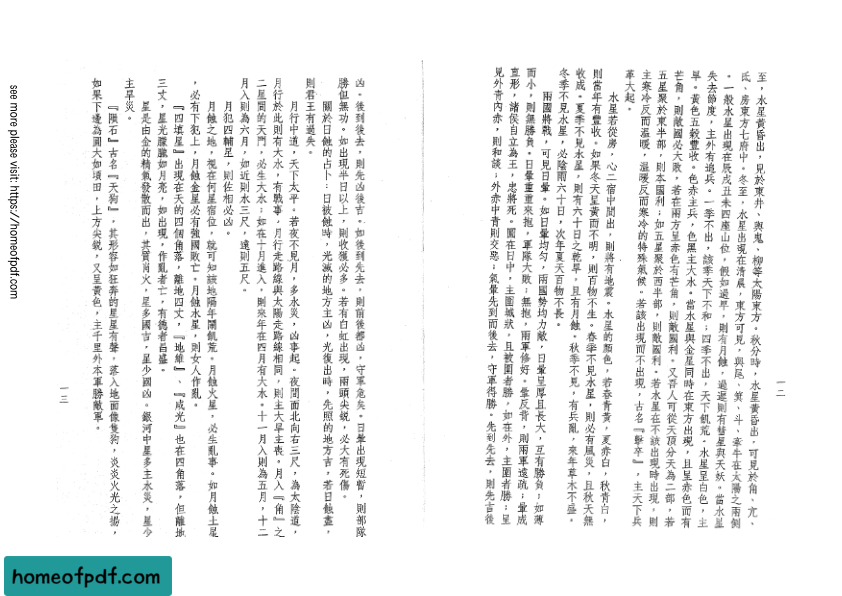 至，水星黃昏出，見於東井、與鬼、柳等太陽東方。秋分時，水星黃昏出，可見於角、亢、
氐、房東方七府中。冬至，水星出現在清晨，東方可見，與尾、箕、斗、牽牛在太陽之兩側
。一般水星出現在辰戌丑未四產山位，假如過早，則有月蝕，過遲則有彗星與天妖。當水星
失去節度，主外有追兵。一季不出，該季天下不和；四季不出，天下飢荒。水星呈白色，主
旱。黃色五穀豐收。色赤主兵，色黑主大水。當水星與金星同時在東方出現，且呈赤色而有
芒角，則敵國必大敗，若在兩方呈赤色有芒角，則敵國利。又吾人可從天頂分天為二部，若
五星聚於東半部，則本國利；如五星聚於西半部，則敵國利。若水星在不該出現時出現，則
主寒冷反而溫暖，溫暖反而寒冷的特殊氣候。若該出現而不出現，古名『擊卒』，主天下兵
革大起。
水星若從房、心二宿中間出，則將有地震。水星的顏色，若春青黃，夏赤白，秋青白，
則當年有豐收。如果冬天呈黃而不明，則百物不生。春季不見水星，則必有風災，且秋天無
收成。夏季不見水星，則有六十日之乾旱，且有月蝕。秋季不見，有兵亂，來年草木不盛。
冬季不見水星，必陰雨六十日，次年夏天百物不長。
兩國將戰，可見日暈。如日暈均勻，兩國勢均力敵，日暈呈厚且長大，互有勝負；如薄
而小，則無勝負。日暈重重來抱，軍隊大敗；無抱，兩軍修好。暈反背，則兩軍遠疏；暈成
直形，諸侯自立為王，忠將死。圍在日中，主圍城狀，且被圍者勝，如在外，主圍者勝；呈
見外青內赤，則和談；外赤中青則交惡；氣暈先到而後去，守軍得勝。先到先去，則先吉後
一二
凶。後到後去，則先凶後吉。如後到先去，則前後都凶，守軍危矣。日暈出現短暫，則部隊
勝但無功。如出現半日以上，則收獲必多。若有白虹出現，兩頭尖銳，必大有死傷。
關於日蝕的占卜：日被蝕時，光滅的地方主凶，光復出時，先照的地方吉，若日蝕盡，
則君王有過失。
月行中道，天下太平。若夜不見月，多水災，凶事起。夜間面北向右三尺，為太陰道，
月行於此則有大水，有戰事。月行走路線與太陽走路線相同，則主大旱主喪。月入『角』之
二星間的天門，必生大水；如在十月進入，則來年在四月有大水。十一月入則為五月，十二
月入則為六月，如近則水三尺，遠則五尺。
月犯四輔星，則佐相必凶。
月蝕之地，視在何星宿位，就可知該地陽年鬧飢荒。月蝕火星，必生亂事。如月蝕土星
，必有下犯上，月蝕金星必有強國敗亡。月蝕水星，則女人作亂。
『四填星』出現在天的四個角落，離地四丈，『地維』、『咸光』也在四角落，但離地
三丈，星光朦朧如月亮，如出現，作亂者亡，有德者昌盛。
星是由金的精氣發散而出，其質肖火，星多國吉，星少國凶。銀河中星多主水災，星少
主旱災。
『隕石』古名『天狗』，其形容如狂奔的星星有聲，落入地面像隻狗，炎炎火光之揚，
如果下邊為圓大如頃田，上方尖銳，又呈黃色，主千里外本軍勝敵軍。
一三
see more please visit: https://homeofpdf.com
homeofpdf.com